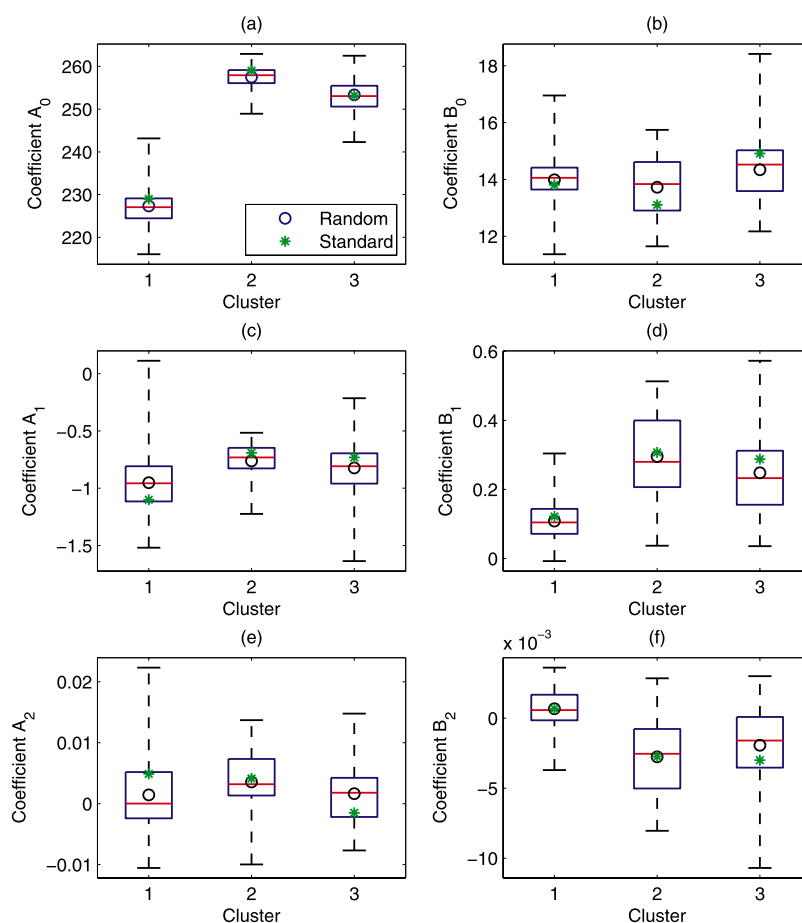 (a)
Coefficient A0
260
250
240
230
220
1 2 3
Cluster
Random
Standard
(b)
Coefficient B0
18
16
14
12
1 2 3
Cluster
(c)
Coefficient A1
0
−0.5
−1
−1.5
1 2 3
Cluster
(d)
Coefficient B1
0.6
0.4
0.2
0
1 2 3
Cluster
(e)
Coefficient A2
0.02
0.01
0
−0.01
1 2 3
Cluster
(f)
x 10−3
Coefficient B2
0
−5
−10
1 2 3
Cluster